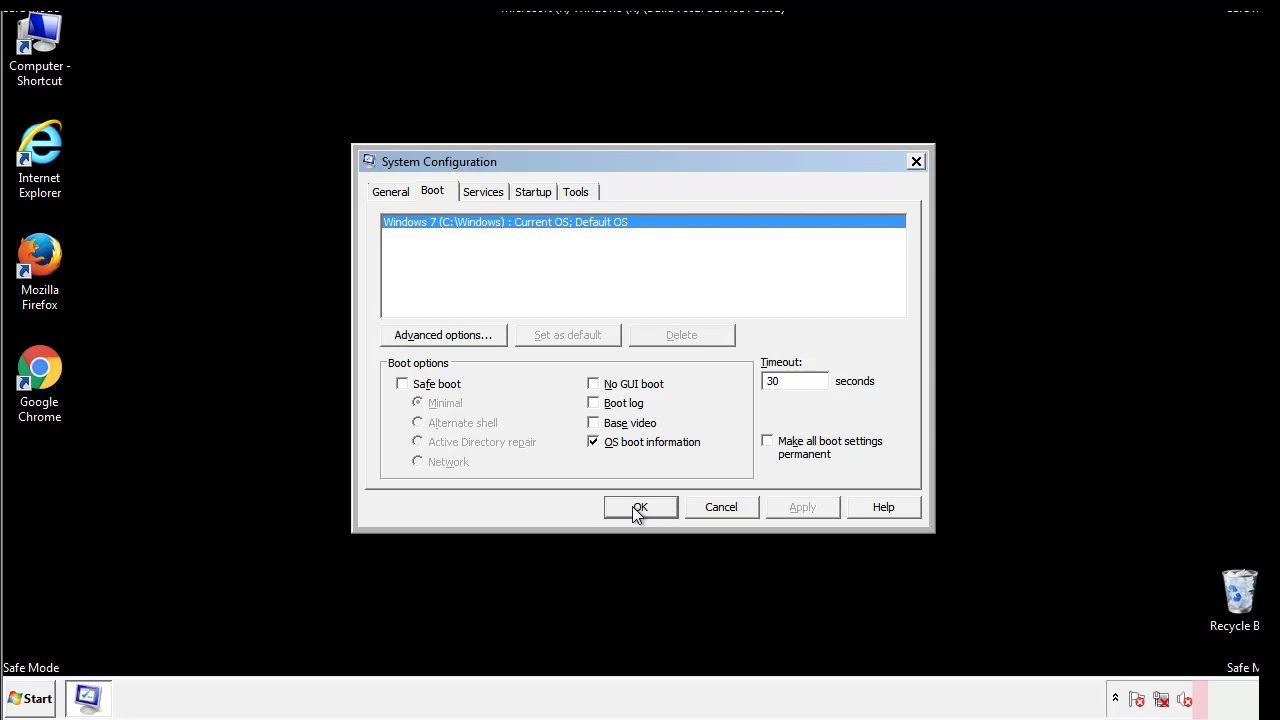 Computer -
Shortcut
Internet
Explorer
Mozilla
Firefox
Google
Chrome
System Configuration
General Boot Services Startup Tools
Windows 7 (C:\Windows) : Current OS; Default OS
Advanced options... Set as default Delete
Boot options
Safe boot
Minimal
Alternate shell
Active Directory repair
Network
No GUI boot
Boot log
Base video
OS boot information
Timeout:
30 seconds
Make all boot settings
permanent
OK Cancel Apply Help
Recycle B
Safe Mode Safe M
Start